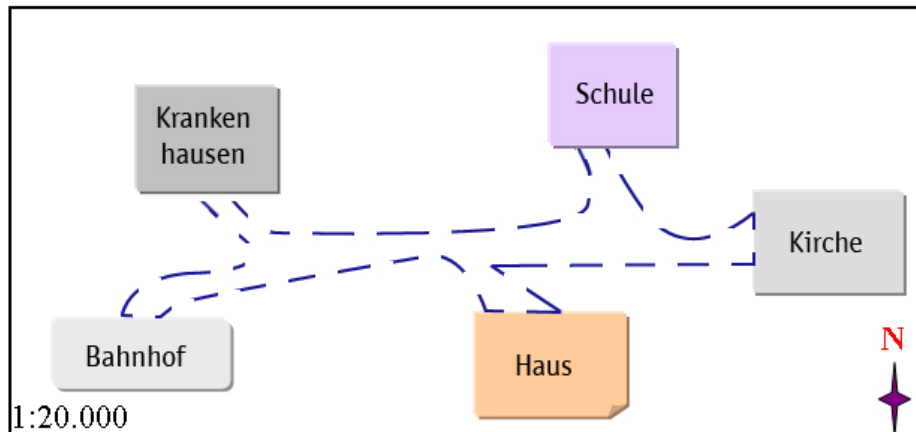 Schule
Kranken
hausen
Kirche
Bahnhof
Haus
N
1:20.000